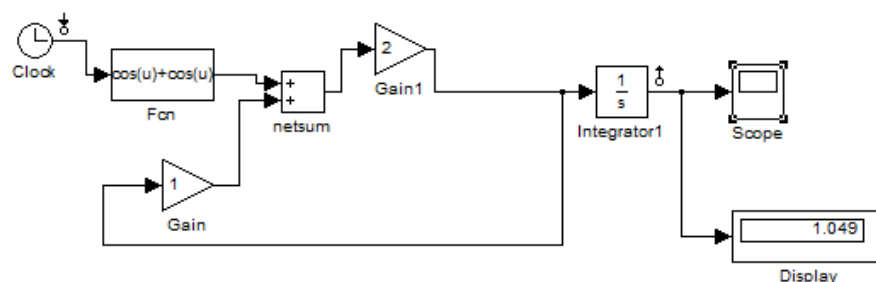 Clock
cos(u)+cos(u)
Fcn
+
+
netsum
2
Gain1
1
Gain
1
s
Integrator1
Scope
1.049
Display